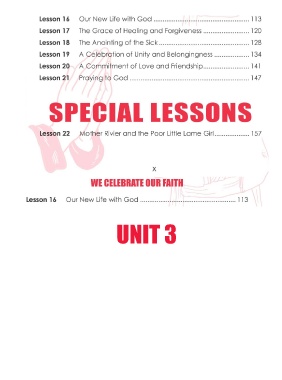 Lesson 16 Our New Life with God ........................................ 113
Lesson 17 The Grace of Healing and Forgiveness .................... 120
Lesson 18 The Anointing of the Sick ..................................... 128
Lesson 19 A Celebration of Unity and Belongingness ............... 134
Lesson 20 A Commitment of Love and Friendship .................... 141
Lesson 21 Praying to God .................................................. 147
SPECIAL LESSONS
Lesson 22 Mother Rivier and the Poor Little Lame Girl ............... 157
x
WE CELEBRATE OUR FAITH
Lesson 16 Our New Life with God ........................................ 113
UNIT 3